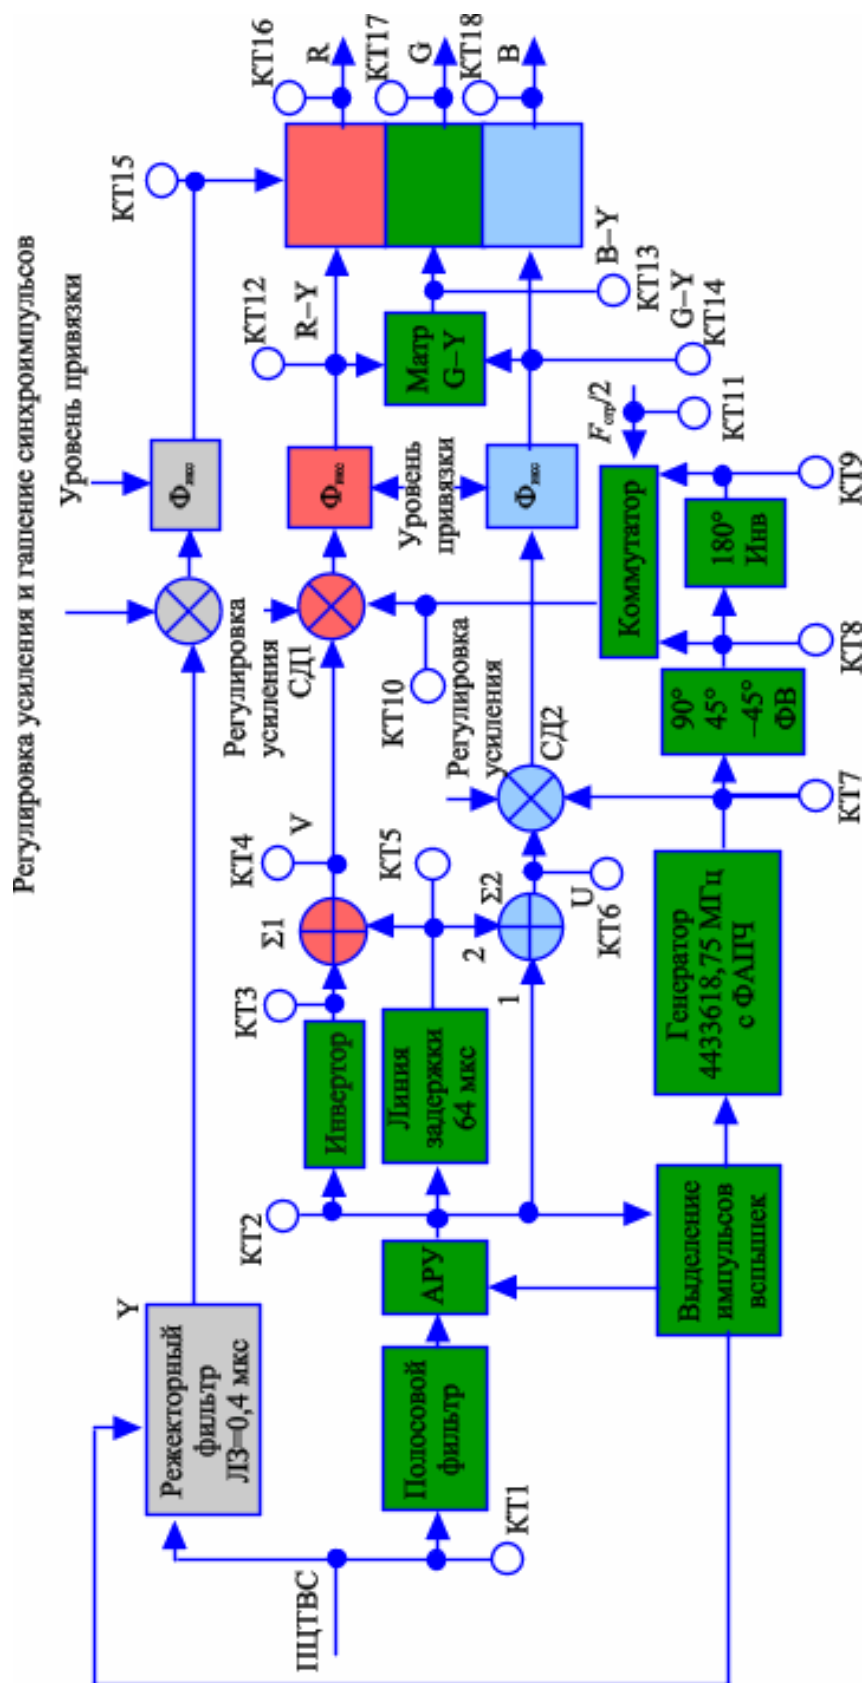 Регулировка усиления и гашение синхроимпульсов
Уровень привязки
Y
Режекторный
фильтр
ЛЗ=0,4 мкс
Фикс
КТ15
ПЦТВС
КТ1
Полосовой
фильтр
АРУ
КТ2
Инвертор
КТ3
Σ1
КТ4
V
Регулировка
усиления
СД1
Фикс
КТ12
R–Y
КТ16
R
КТ17
G
КТ18
B
Линия
задержки
64 мкс
КТ5
КТ10
Уровень
привязки
Матр
G–Y
1
2
Σ2
U
КТ6
Регулировка
усиления
СД2
Фикс
B–Y
КТ13
G–Y
КТ14
Fстр/2
КТ11
Коммутатор
Выделение
импульсов
вспышек
Генератор
4433618,75 МГц
с ФАПЧ
КТ7
90°
45°
–45°
ФВ
КТ8
180°
Инв
КТ9